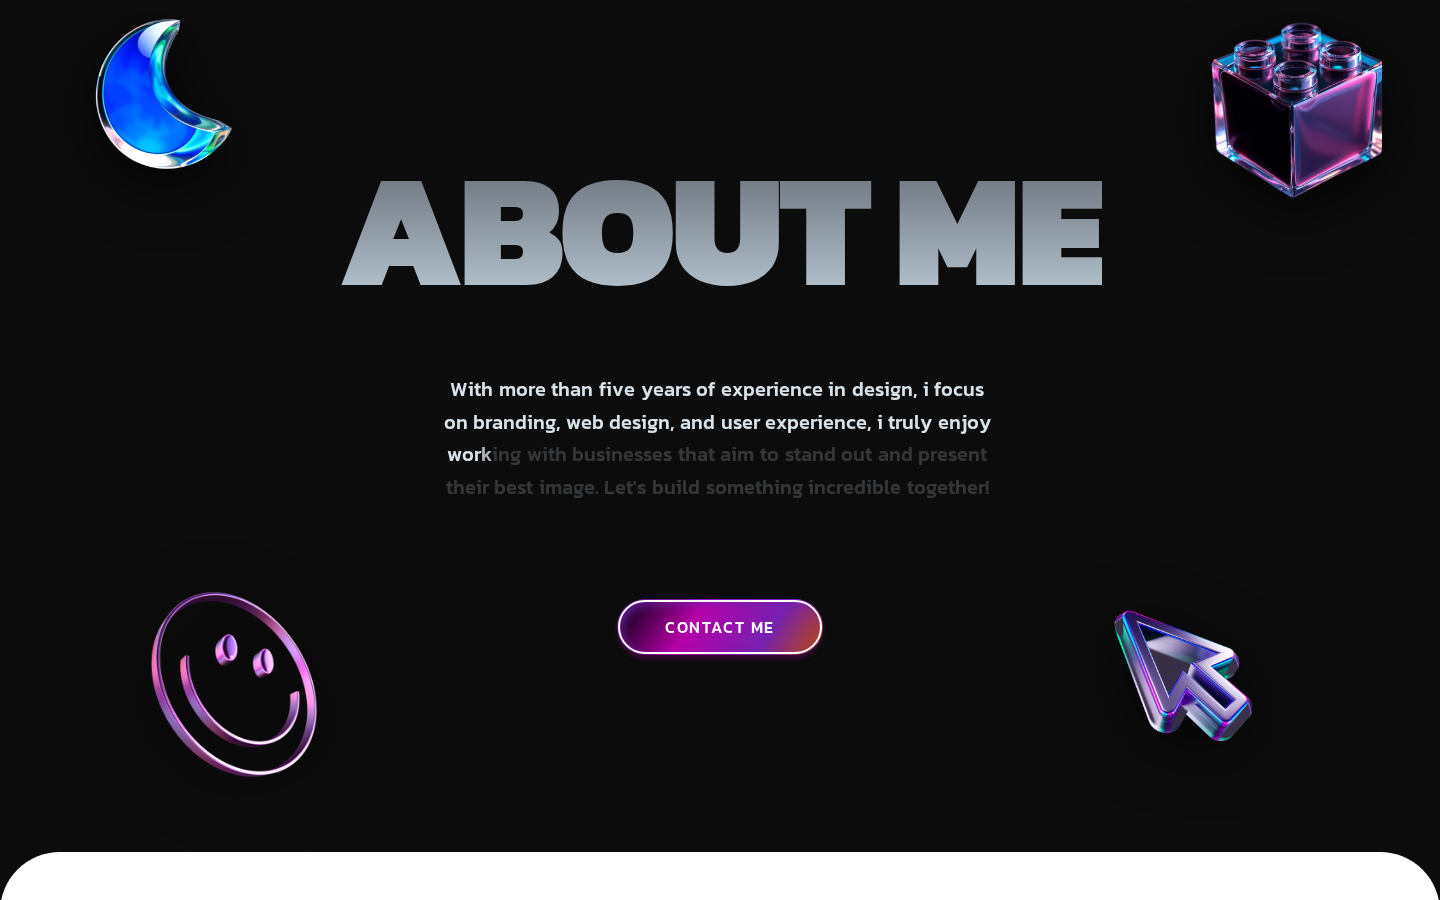 ABOUT ME
With more than five years of experience in design, i focus
on branding, web design, and user experience, i truly enjoy
working with businesses that aim to stand out and present
their best image. Let's build something incredible together!
CONTACT ME